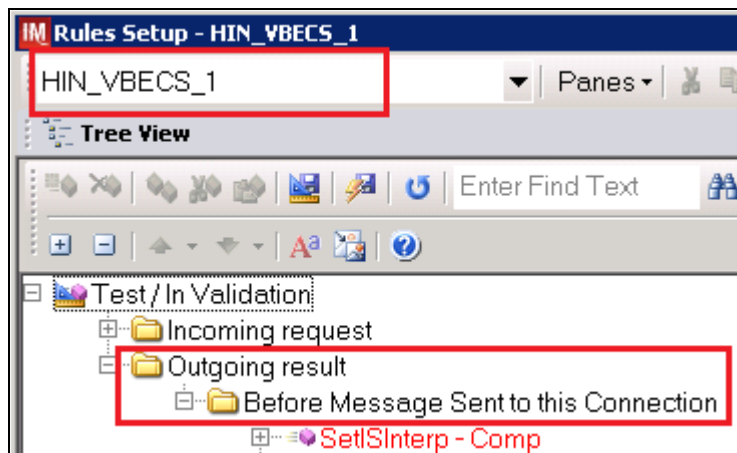 IM Rules Setup - HIN_VBECS_1
HIN_VBECS_1 Panes
Tree View
Enter Find Text
Aa ?
Test / In Validation
Incoming request
Outgoing result
Before Message Sent to this Connection
SetISInterp - Comp